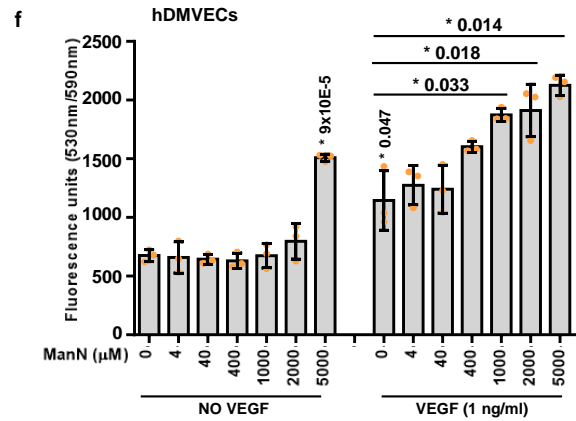 f
hDMVECs
* 0.014
* 0.018
* 0.033
* 9x10E-5
* 0.047
Fluorescence units (530nm/590nm)
2500
2000
1500
1000
500
0
ManN (μM)
0 4 40 400 1000 2000 5000 0 4 40 400 1000 2000 5000
NO VEGF VEGF (1 ng/ml)